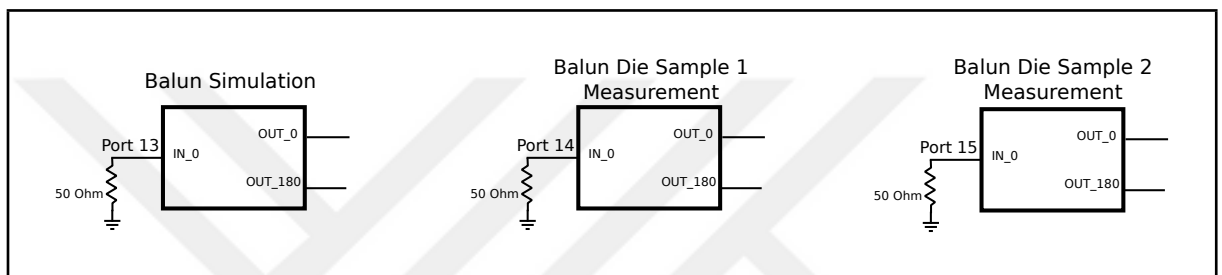 Balun Simulation
Port 13
IN_0
OUT_0
OUT_180
50 Ohm
Balun Die Sample 1
Measurement
Port 14
IN_0
OUT_0
OUT_180
50 Ohm
Balun Die Sample 2
Measurement
Port 15
IN_0
OUT_0
OUT_180
50 Ohm